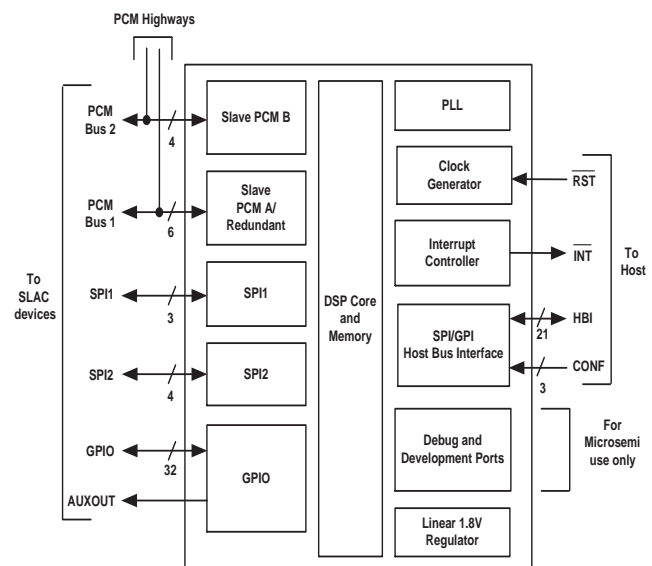 PCM Highways
PCM
Bus 2
4
Slave PCM B
PCM
Bus 1
6
Slave
PCM A/
Redundant
To
SLAC
devices
SPI1
3
SPI1
SPI2
4
SPI2
GPIO
32
GPIO
AUXOUT
DSP Core
and
Memory
PLL
Clock
Generator
RST
Interrupt
Controller
INT
To
Host
SPI/GPI
Host Bus Interface
HBI
21
CONF
3
Debug and
Development Ports
For
Microsemi
use only
Linear 1.8V
Regulator